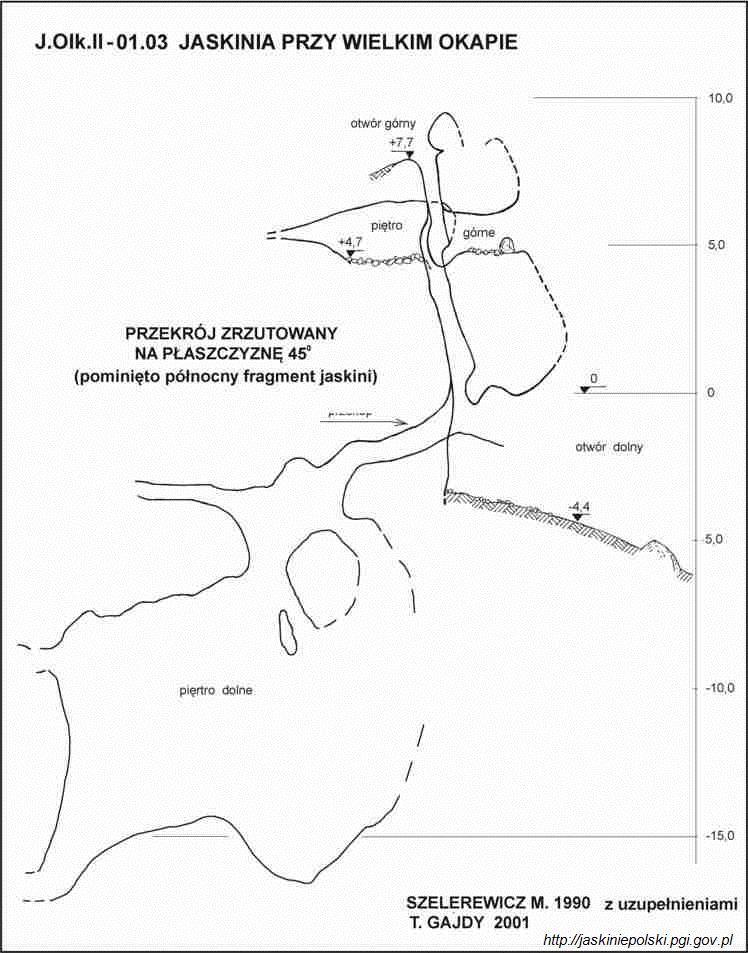 J.Olk.II-01.03 JASKINIA PRZY WIELKIM OKAPIE
10,0
otwór górny
+7,7
piętro
górne
+4,7
5,0
PRZEKRÓJ ZRZUTOWANY
NA PŁASZCZYZNĘ 45°
(pominięto północny fragment jaskini)
0
0
otwór dolny
-4,4
-5,0
pięrtro dolne
-10,0
-15,0
SZELEREWICZ M. 1990 z uzupełnieniami
T. GAJDY 2001
http://jaskiniepolski.pgi.gov.pl